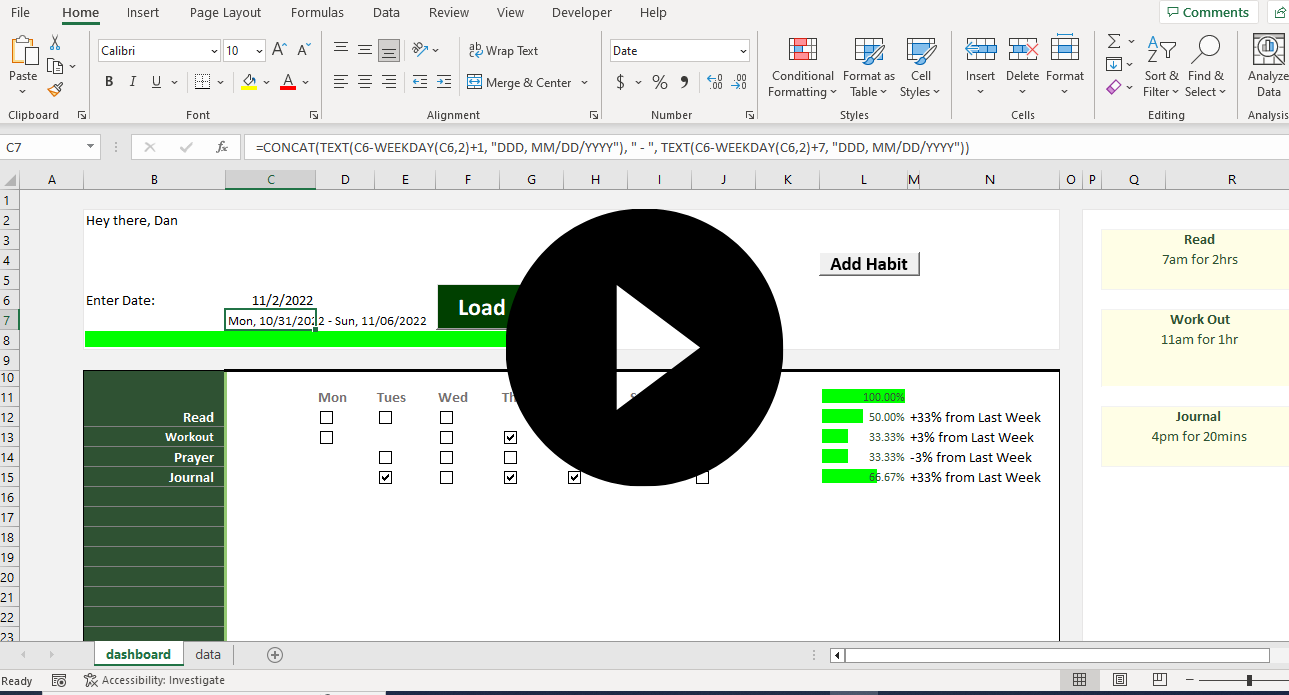 File Home Insert Page Layout Formulas Data Review View Developer Help Comments
Calibri 10 Wrap Text Date
Paste B I U Merge & Center $ % Conditional Formatting Format as Table Cell Styles Insert Delete Format Sort & Filter Find & Select Analyze Data
Clipboard Font Alignment Number Styles Cells Editing Analysis
C7 fx =CONCAT(TEXT(C6-WEEKDAY(C6,2)+1, "DDD, MM/DD/YYYY"), " - ", TEXT(C6-WEEKDAY(C6,2)+7, "DDD, MM/DD/YYYY"))
A B C D E F G H I J K L M N O P Q R
1
2 Hey there, Dan
3 Read
4 Add Habit 7am for 2hrs
5
6 Enter Date: 11/2/2022 Load
7 Mon, 10/31/2022 - Sun, 11/06/2022 Work Out
8 11am for 1hr
9
10
11 Mon Tues Wed Th 100.00%
12 Read 50.00% +33% from Last Week Journal
13 Workout 33.33% +3% from Last Week 4pm for 20mins
14 Prayer 33.33% -3% from Last Week
15 Journal 66.67% +33% from Last Week
16
17
18
19
20
21
22
23
dashboard data
Ready Accessibility: Investigate